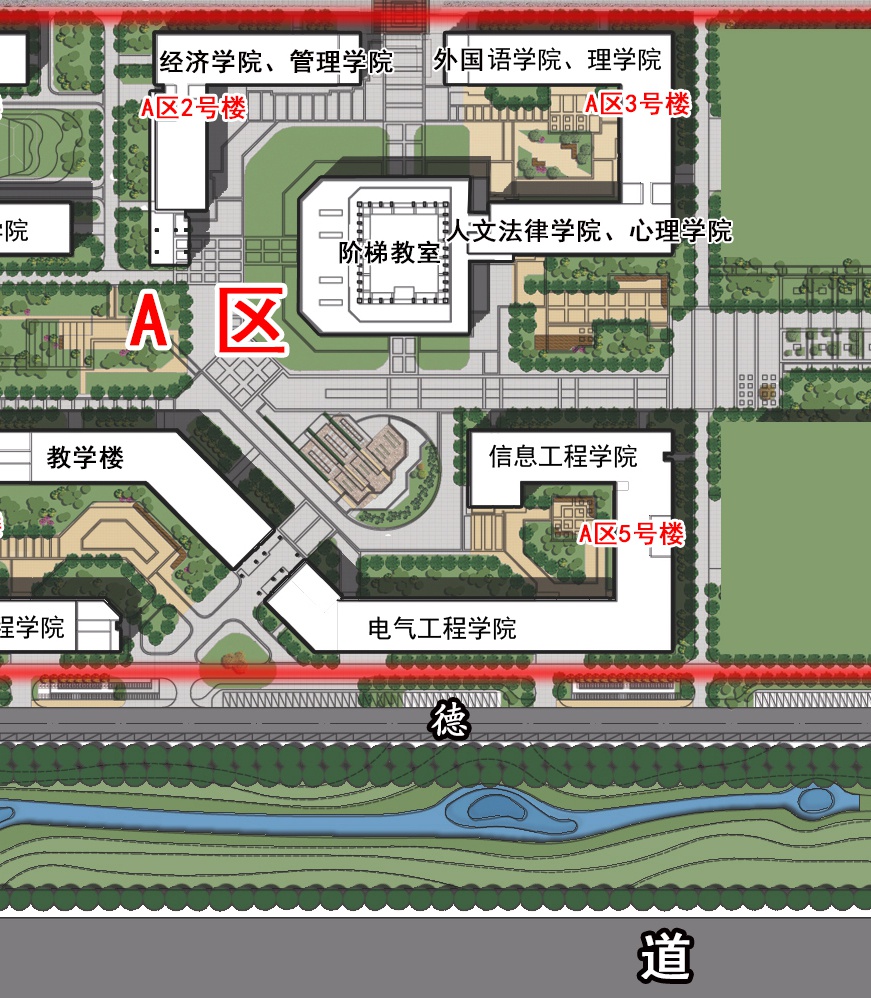 经济学院、管理学院
外国语学院、理学院
A区2号楼
A区3号楼
学院
人文法律学院、心理学院
阶梯教室
A 区
教学楼
信息工程学院
A区5号楼
程学院
电气工程学院
德
道